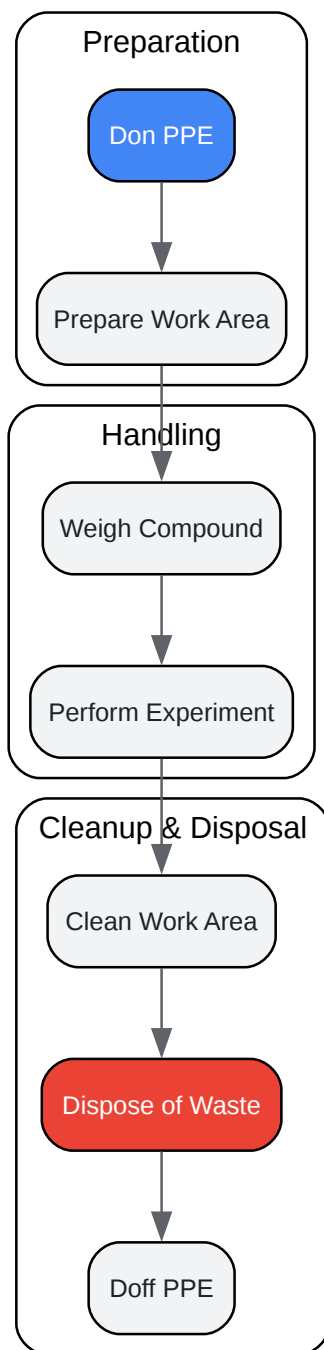 Preparation
Don PPE
Prepare Work Area
Handling
Weigh Compound
Perform Experiment
Cleanup & Disposal
Clean Work Area
Dispose of Waste
Doff PPE